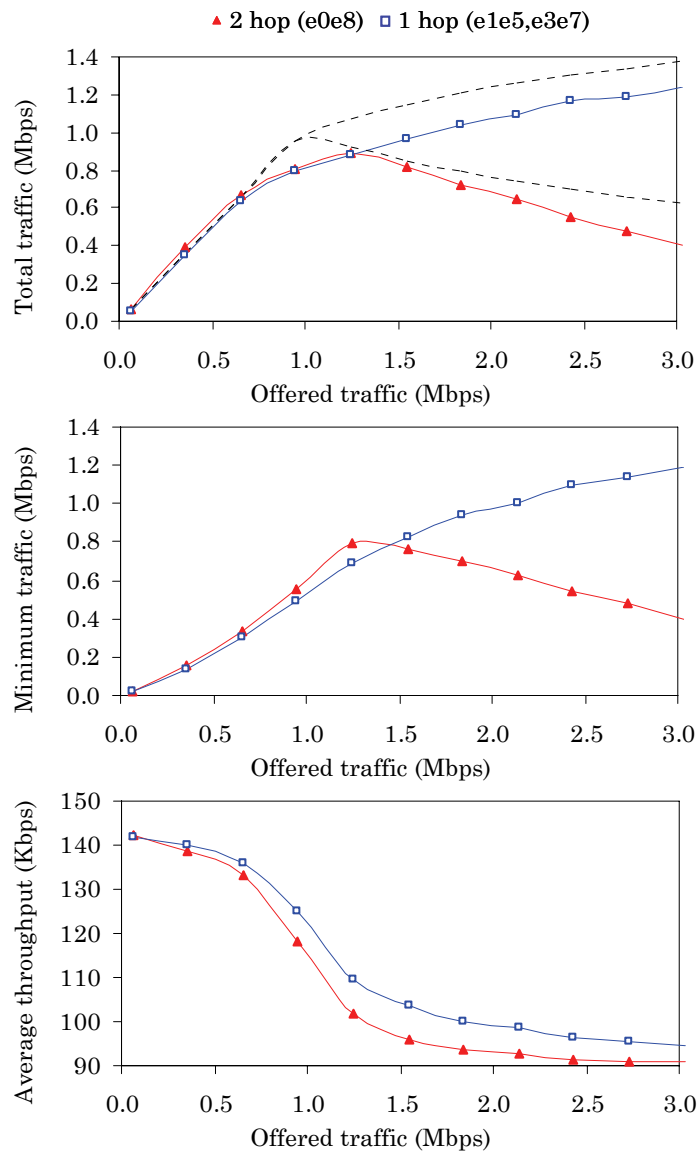 2 hop (e0e8) 1 hop (e1e5,e3e7)
Total traffic (Mbps)
1.4
1.2
1.0
0.8
0.6
0.4
0.2
0.0
0.0 0.5 1.0 1.5 2.0 2.5 3.0
Offered traffic (Mbps)
Minimum traffic (Mbps)
1.4
1.2
1.0
0.8
0.6
0.4
0.2
0.0
0.0 0.5 1.0 1.5 2.0 2.5 3.0
Offered traffic (Mbps)
Average throughput (Kbps)
150
140
130
120
110
100
90
0.0 0.5 1.0 1.5 2.0 2.5 3.0
Offered traffic (Mbps)